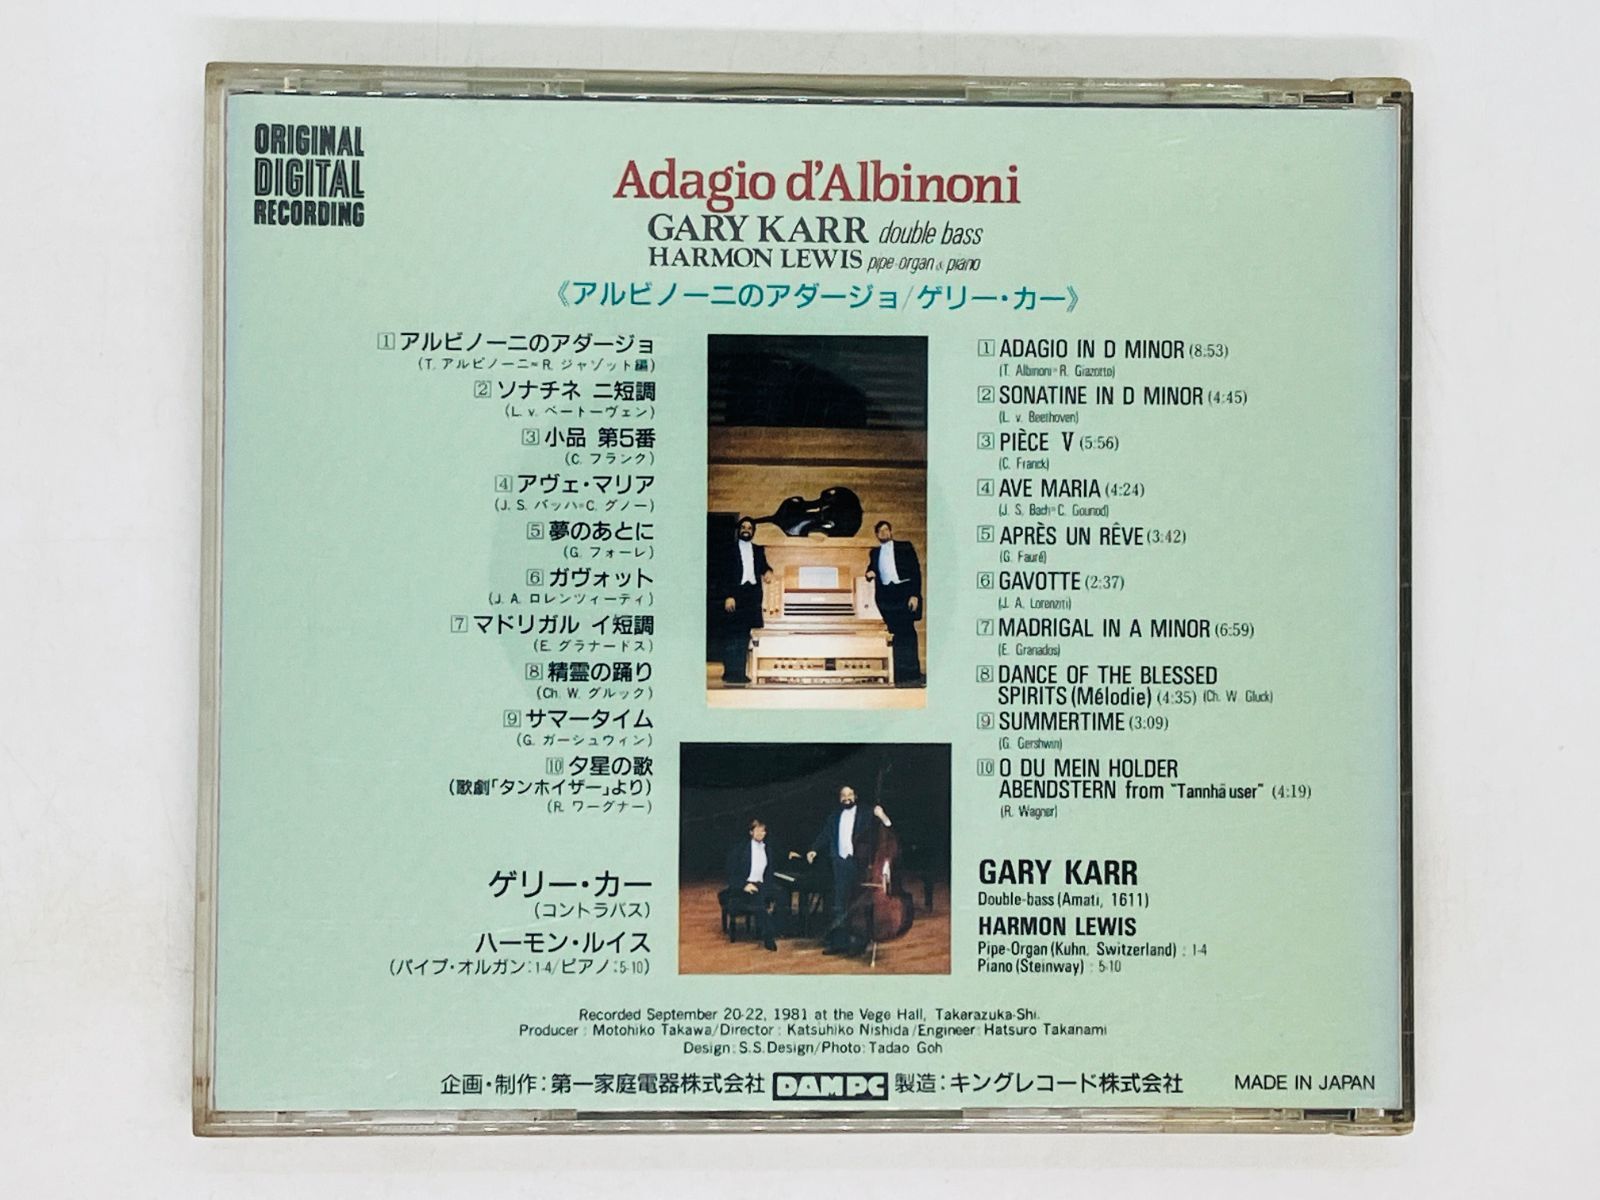 ORIGINAL
DIGITAL
RECORDING
Adagio d'Albinoni
GARY KARR double bass
HARMON LEWIS pipe-organ & piano
《アルビノーニのアダージョ/ゲリー・カー》
1 アルビノーニのアダージョ
(T. アルビノーニ=R. ジャゾット編)
2 ソナチネ ニ短調
(L. v. ベートーヴェン)
3 小品 第5番
(C. フランク)
4 アヴェ・マリア
(J. S. バッハ=C. グノー)
5 夢のあとに
(G. フォーレ)
6 ガヴォット
(J. A. ロレンツィーティ)
7 マドリガル イ短調
(E. グラナードス)
8 精霊の踊り
(Ch. W. グルック)
9 サマータイム
(G. ガーシュウィン)
10 夕星の歌
(歌劇「タンホイザー」より)
(R. ワーグナー)
ゲリー・カー
(コントラバス)
ハーモン・ルイス
(パイプ・オルガン:1-4/ピアノ:5-10)
1 ADAGIO IN D MINOR (8:53)
(T. Albinoni=R. Giazotto)
2 SONATINE IN D MINOR (4:45)
(L. v. Beethoven)
3 PIÈCE V (5:56)
(C. Franck)
4 AVE MARIA (4:24)
(J. S. Bach=C. Gounod)
5 APRÈS UN RÊVE (3:42)
(G. Fauré)
6 GAVOTTE (2:37)
(J. A. Lorenziti)
7 MADRIGAL IN A MINOR (6:59)
(E. Granados)
8 DANCE OF THE BLESSED
SPIRITS (Mélodie) (4:35) (Ch. W. Gluck)
9 SUMMERTIME (3:09)
(G. Gershwin)
10 O DU MEIN HOLDER
ABENDSTERN from "Tannhäuser" (4:19)
(R. Wagner)
GARY KARR
Double-bass (Amati, 1611)
HARMON LEWIS
Pipe-Organ (Kuhn, Switzerland) : 1-4
Piano (Steinway) : 5-10
Recorded September 20-22, 1981 at the Vege Hall, Takarazuka-Shi.
Producer : Motohiko Takawa/Director : Katsuhiko Nishida/Engineer : Hatsuro Takanami
Design : S.S.Design/Photo : Tadao Goh
企画・制作：第一家庭電器株式会社 DAM PC 製造：キングレコード株式会社 MADE IN JAPAN